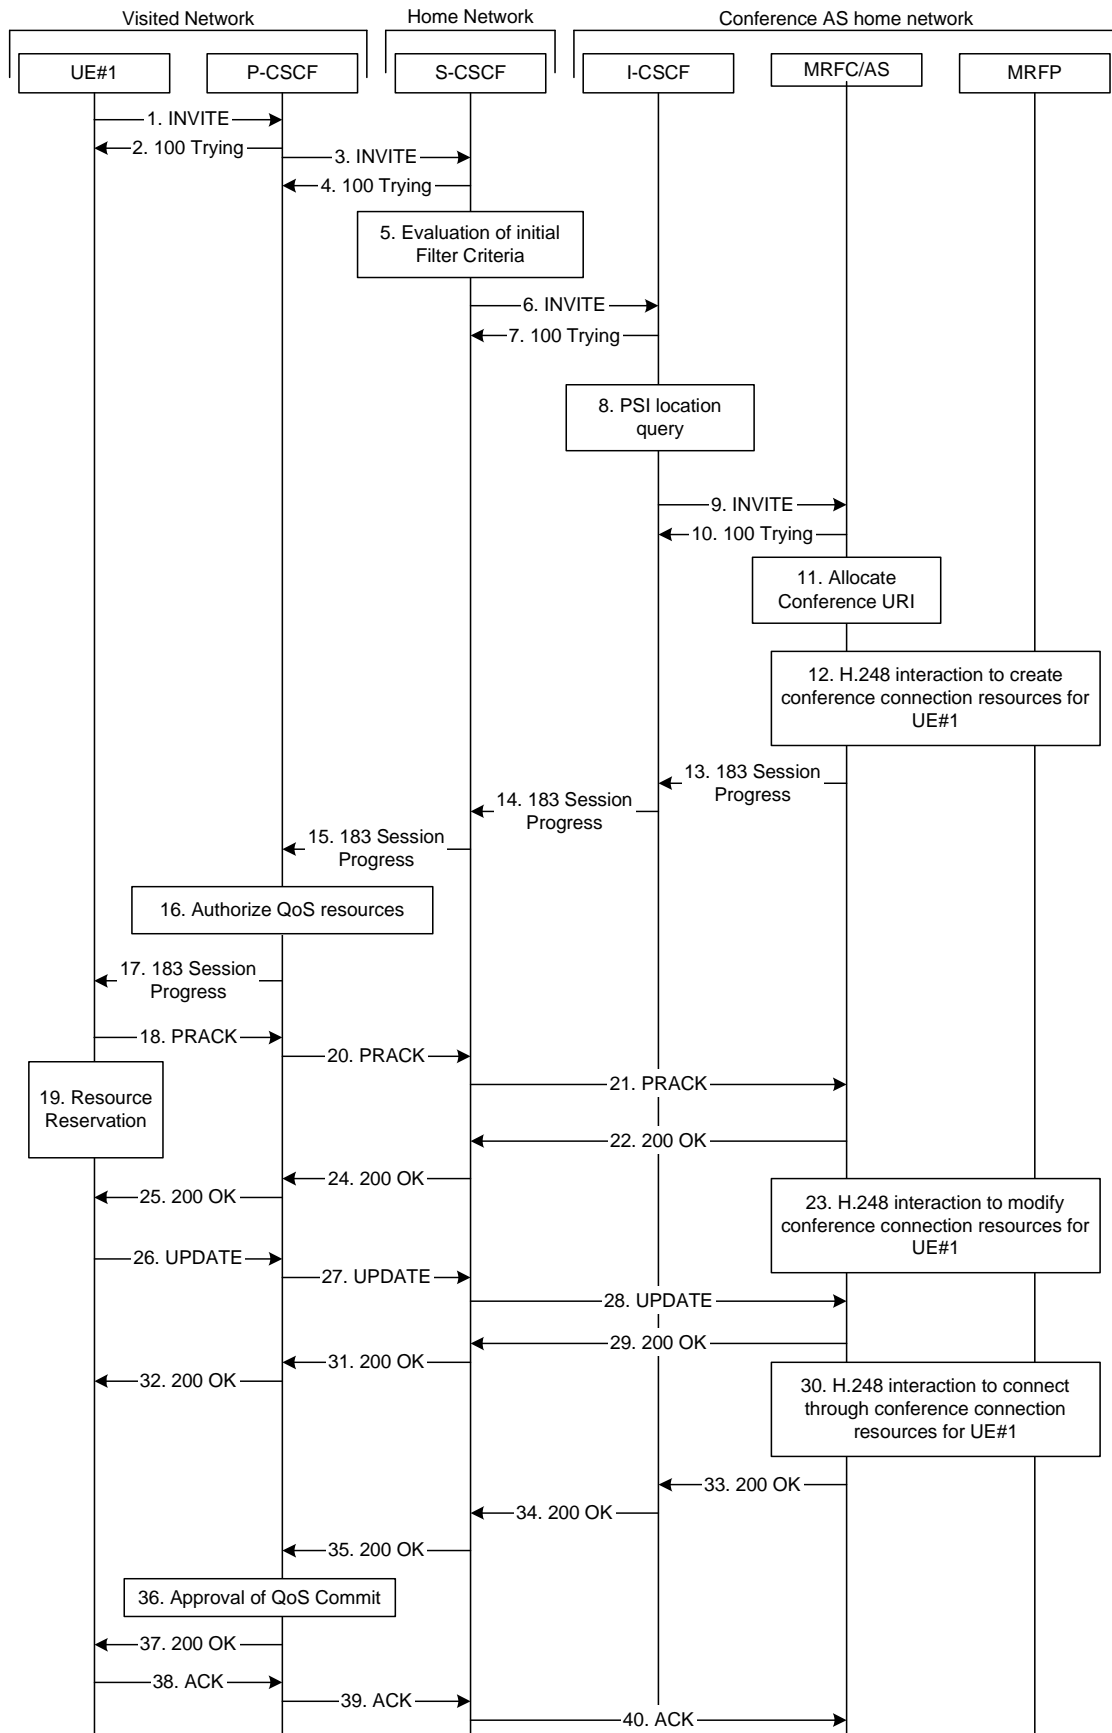 Visited Network
Home Network
Conference AS home network
UE#1
P-CSCF
S-CSCF
I-CSCF
MRFC/AS
MRFP
1. INVITE
2. 100 Trying
3. INVITE
4. 100 Trying
5. Evaluation of initial
Filter Criteria
6. INVITE
7. 100 Trying
8. PSI location
query
9. INVITE
10. 100 Trying
11. Allocate
Conference URI
12. H.248 interaction to create
conference connection resources for
UE#1
13. 183 Session
Progress
14. 183 Session
Progress
15. 183 Session
Progress
16. Authorize QoS resources
17. 183 Session
Progress
18. PRACK
20. PRACK
19. Resource
Reservation
21. PRACK
22. 200 OK
24. 200 OK
25. 200 OK
23. H.248 interaction to modify
conference connection resources for
UE#1
26. UPDATE
27. UPDATE
28. UPDATE
29. 200 OK
31. 200 OK
32. 200 OK
30. H.248 interaction to connect
through conference connection
resources for UE#1
33. 200 OK
34. 200 OK
35. 200 OK
36. Approval of QoS Commit
37. 200 OK
38. ACK
39. ACK
40. ACK